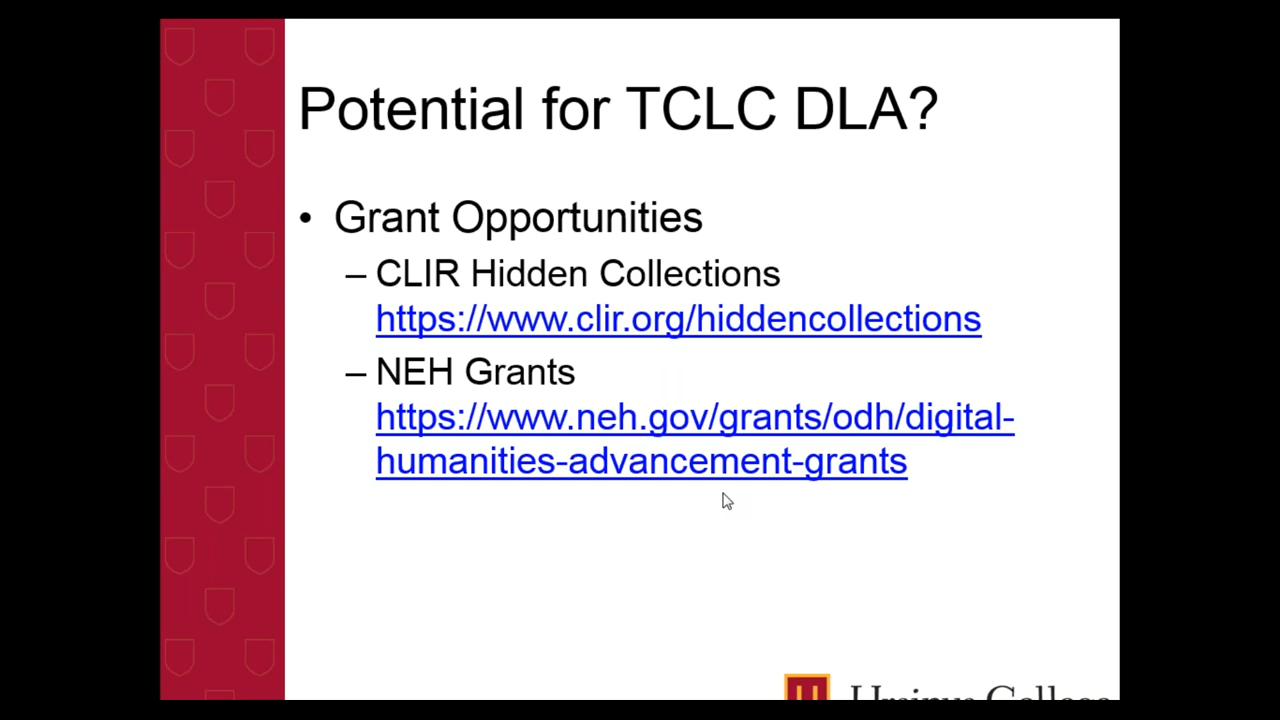 Potential for TCLC DLA?
• Grant Opportunities
– CLIR Hidden Collections
https://www.clir.org/hiddencollections
– NEH Grants
https://www.neh.gov/grants/odh/digital-
humanities-advancement-grants
U Ursinus College